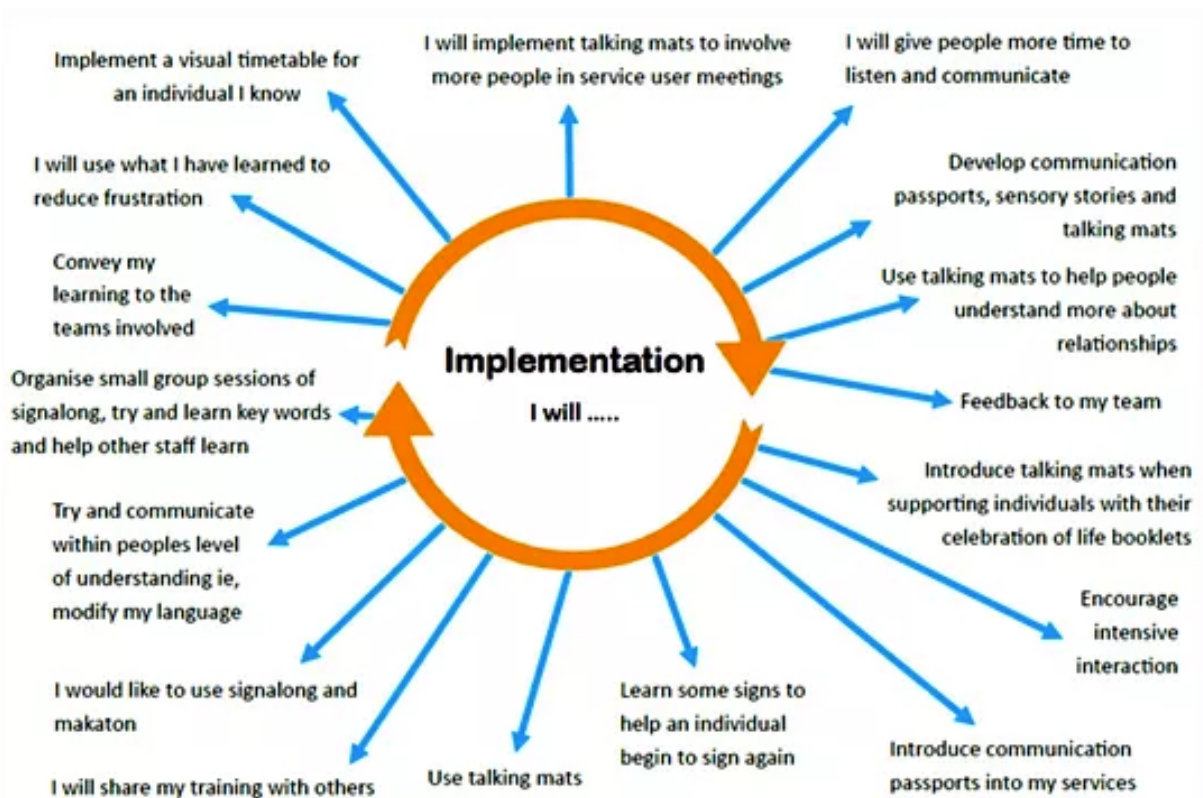 Implement a visual timetable for
an individual I know
I will implement talking mats to involve
more people in service user meetings
I will give people more time to
listen and communicate
I will use what I have learned to
reduce frustration
Develop communication
passports, sensory stories and
talking mats
Convey my
learning to the
teams involved
Use talking mats to help people
understand more about
relationships
Implementation
I will .....
Organise small group sessions of
signalong, try and learn key words
and help other staff learn
Feedback to my team
Introduce talking mats when
supporting individuals with their
celebration of life booklets
Try and communicate
within peoples level
of understanding ie,
modify my language
Encourage
intensive
interaction
I would like to use signalong and
makaton
Learn some signs to
help an individual
begin to sign again
I will share my training with others
Use talking mats
Introduce communication
passports into my services